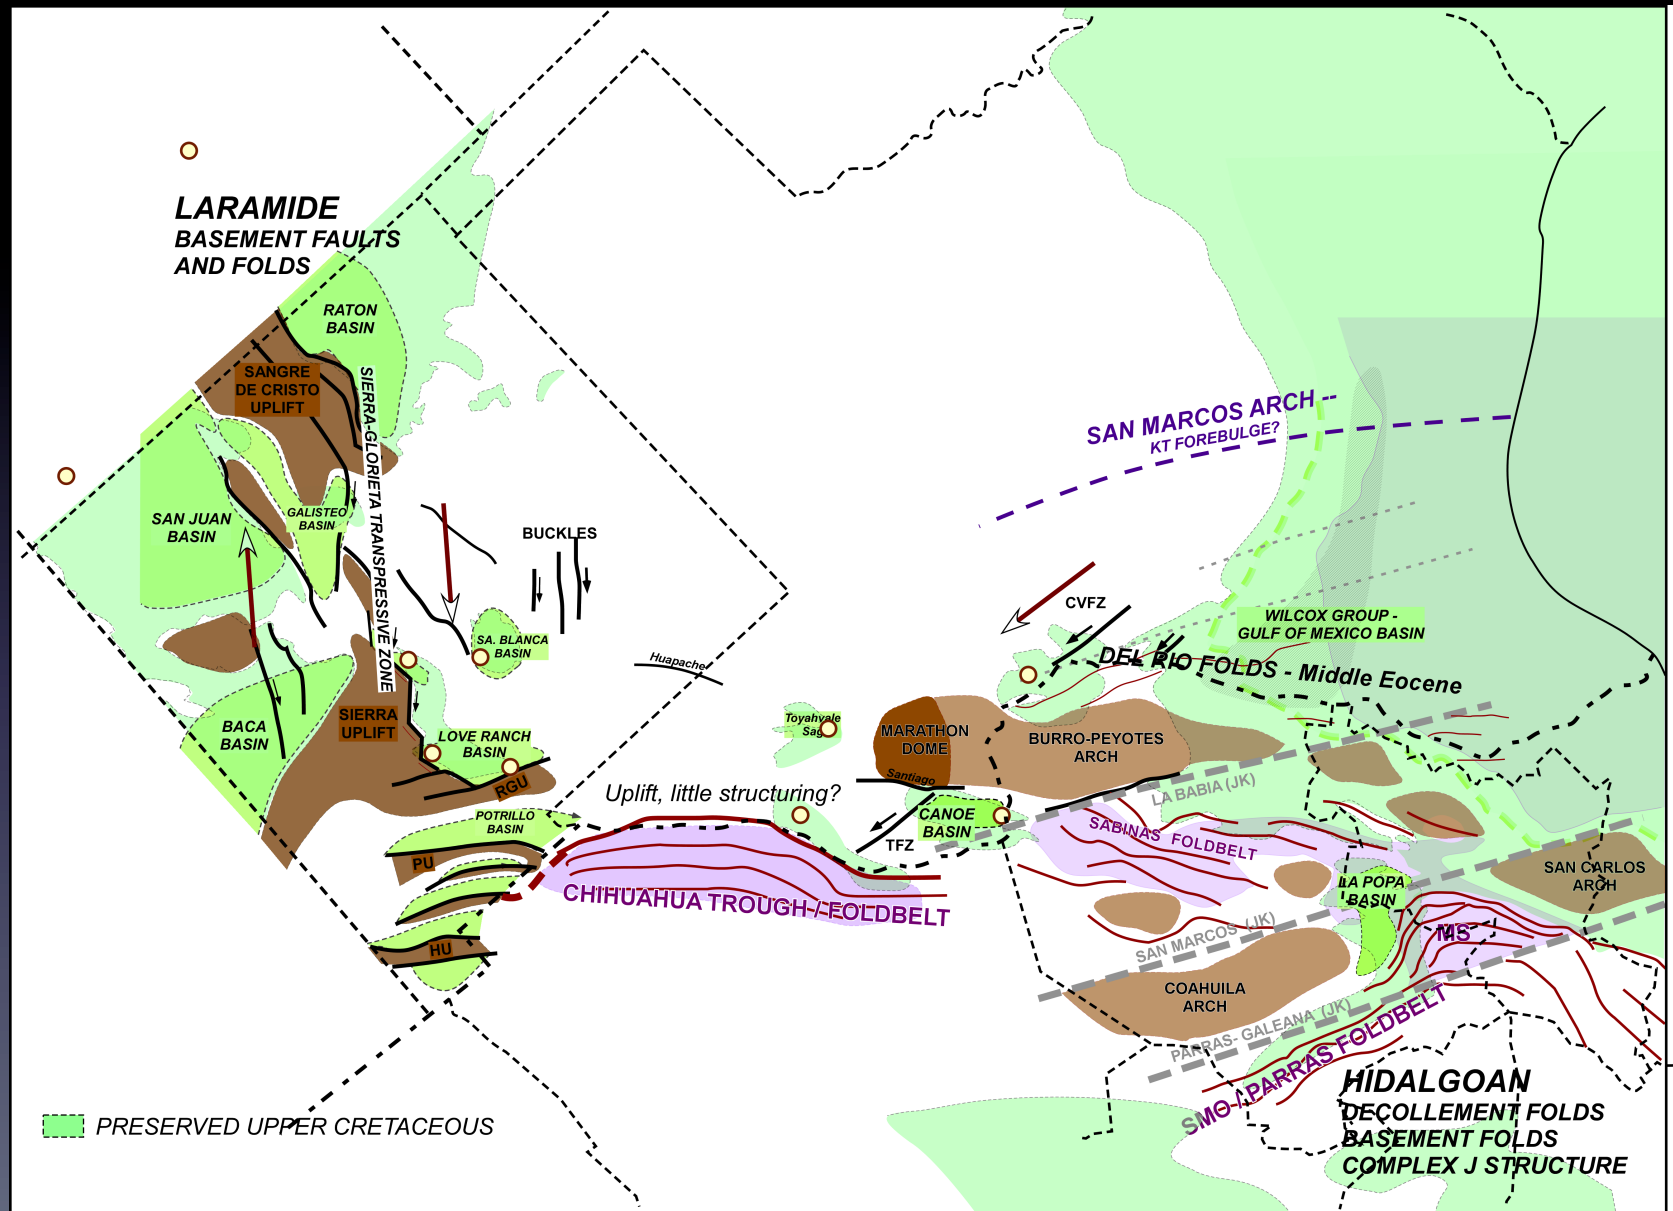 LARAMIDE
BASEMENT FAULTS
AND FOLDS
RATON
BASIN
SANGRE
DE CRISTO
UPLIFT
SIERRA-GLORIETA TRANSPRESSIVE ZONE
SAN JUAN
BASIN
GALISTEO
BASIN
BUCKLES
SA. BLANCA
BASIN
Huapache
BACA
BASIN
SIERRA
UPLIFT
LOVE RANCH
BASIN
RGU
POTRILLO
BASIN
PU
HU
SAN MARCOS ARCH --
KT FOREBULGE?
CVFZ
WILCOX GROUP -
GULF OF MEXICO BASIN
DEL RIO FOLDS - Middle Eocene
Toyahvale
Sag
MARATHON
DOME
BURRO-PEYOTES
ARCH
Santiago
LA BABIA (JK)
Uplift, little structuring?
CANOE
BASIN
TFZ
SABINAS FOLDBELT
CHIHUAHUA TROUGH / FOLDBELT
LA POPA
BASIN
SAN CARLOS
ARCH
MS
SAN MARCOS (JK)
COAHUILA
ARCH
PARRAS- GALEANA (JK)
SMO / PARRAS FOLDBELT
HIDALGOAN
DECOLLEMENT FOLDS
BASEMENT FOLDS
COMPLEX J STRUCTURE
PRESERVED UPPER CRETACEOUS